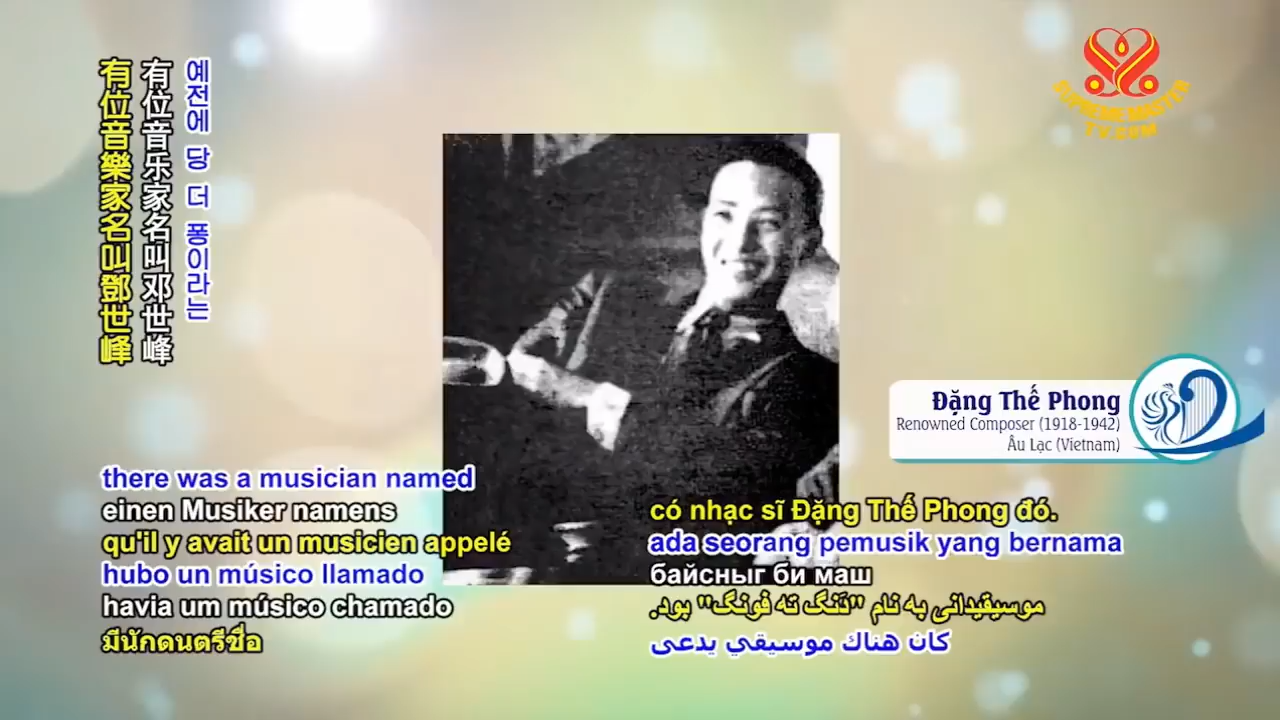 有位音樂家名叫鄧世峰
有位音乐家名叫邓世峰
예전에 당 더 퐁이라는
SUPREME MASTER
TV.COM
Đặng Thế Phong
Renowned Composer (1918-1942)
Âu Lạc (Vietnam)
there was a musician named
einen Musiker namens
qu'il y avait un musicien appelé
hubo un músico llamado
havia um músico chamado
มีนักดนตรีชื่อ
có nhạc sĩ Đặng Thế Phong đó.
ada seorang pemusik yang bernama
байсныг би маш
موسیقیدانی به نام "دَنگ ته فونگ" بود.
كان هناك موسيقي يدعى